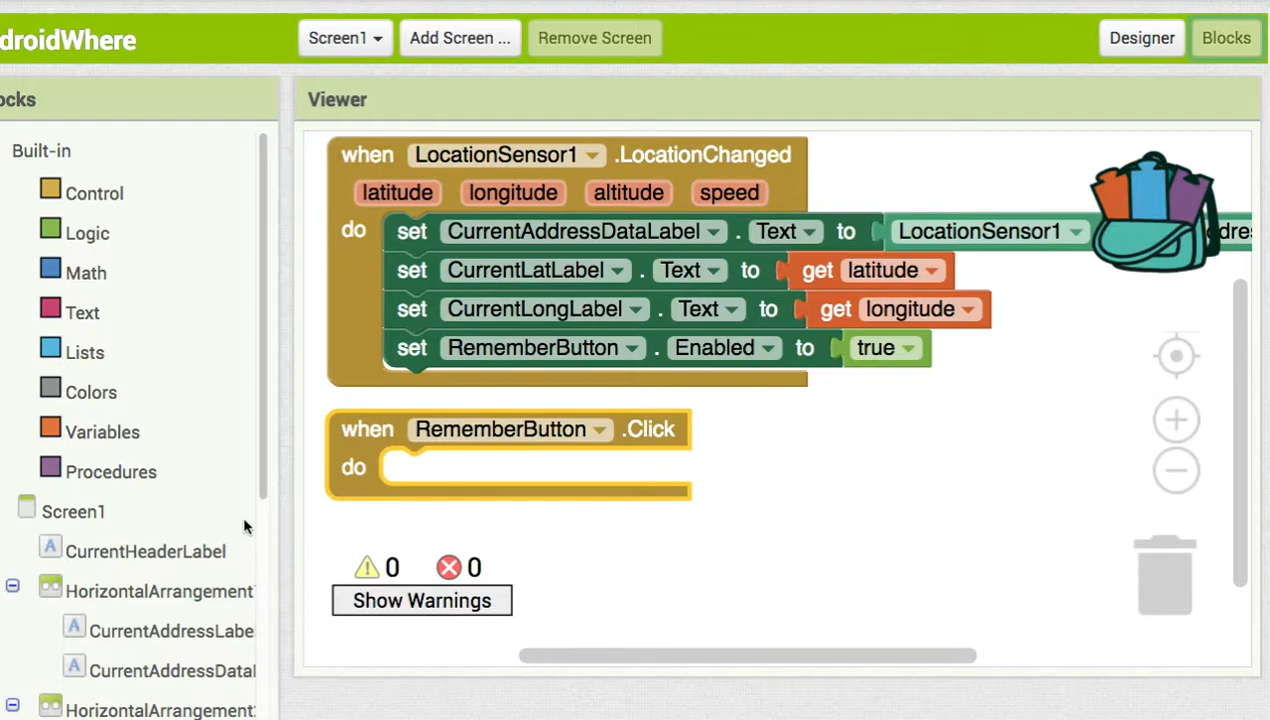 droidWhere
Screen1
Add Screen ...
Remove Screen
Designer
Blocks
ocks
Built-in
Control
Logic
Math
Text
Lists
Colors
Variables
Procedures
Screen1
CurrentHeaderLabel
HorizontalArrangement
CurrentAddressLabe
CurrentAddressData
HorizontalArrangement
Viewer
when LocationSensor1 .LocationChanged
latitude longitude altitude speed
do set CurrentAddressDataLabel . Text to LocationSensor1
set CurrentLatLabel . Text to get latitude
set CurrentLongLabel . Text to get longitude
set RememberButton . Enabled to true
when RememberButton .Click
do
0 0
Show Warnings